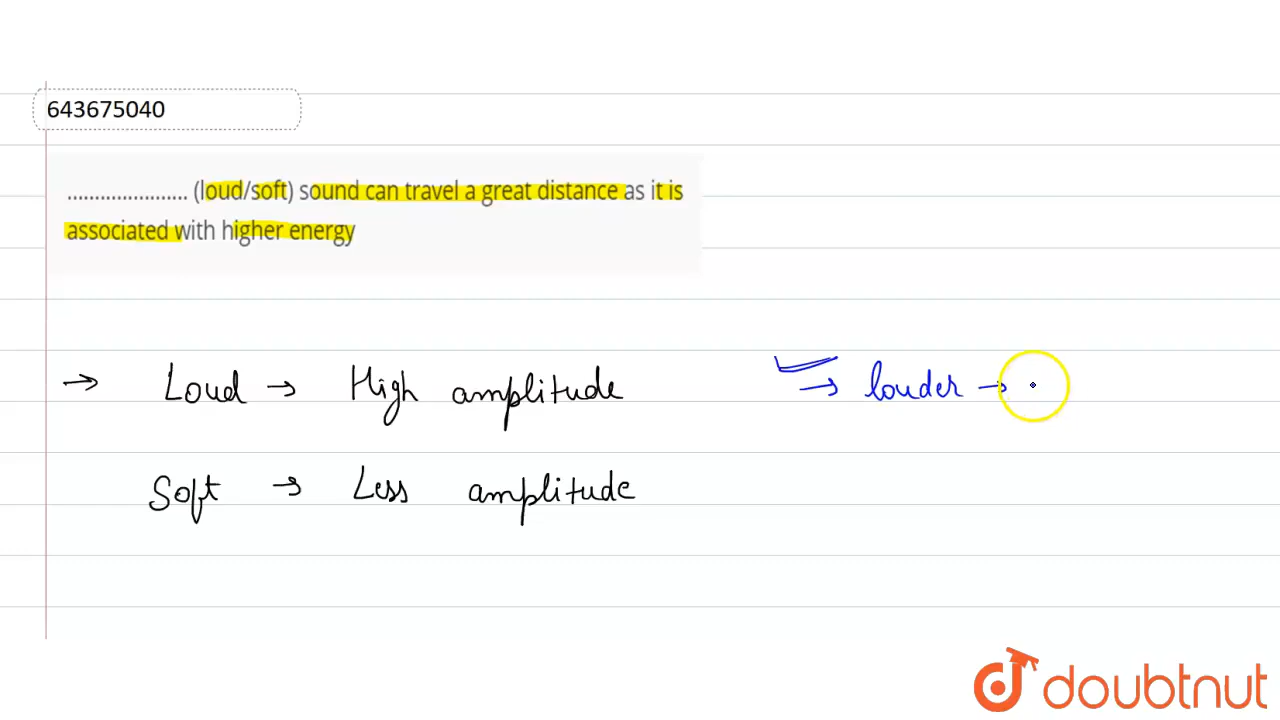 643675040
...................... (loud/soft) sound can travel a great distance as it is
associated with higher energy
→ Loud → High amplitude
→ louder →
Soft → Less amplitude
doubtnut